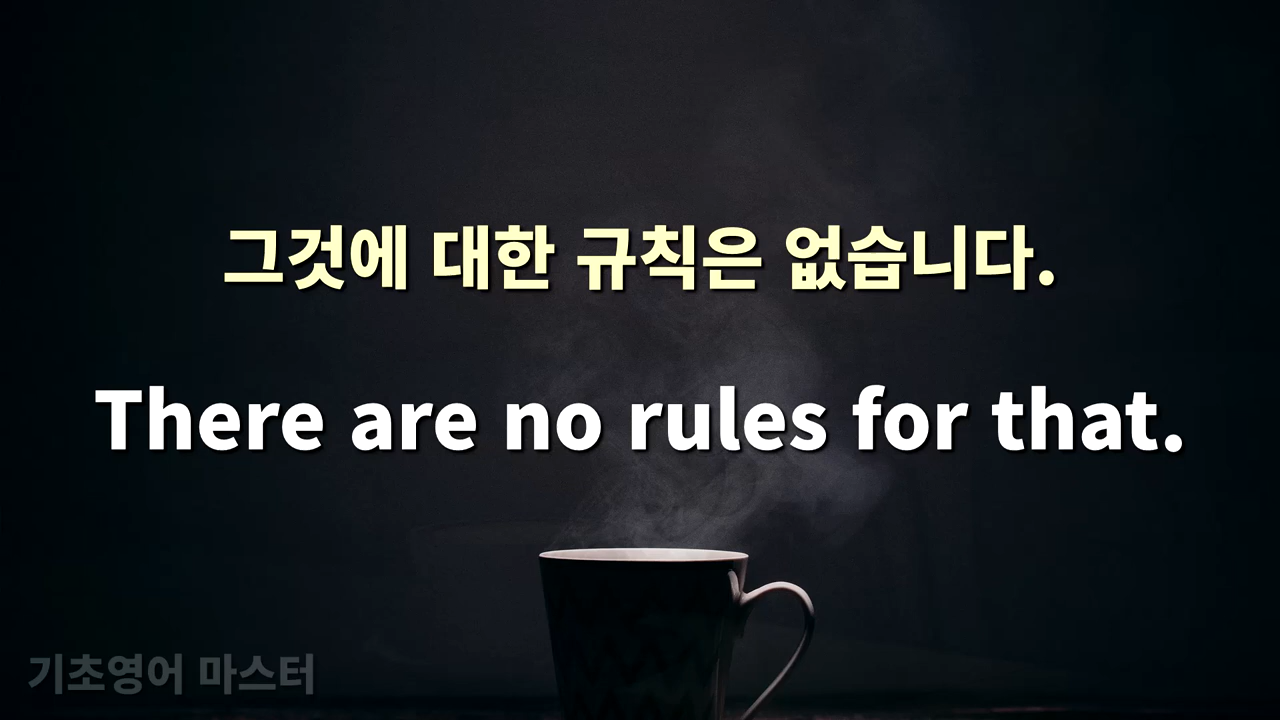 그것에 대한 규칙은 없습니다.
There are no rules for that.
기초영어 마스터